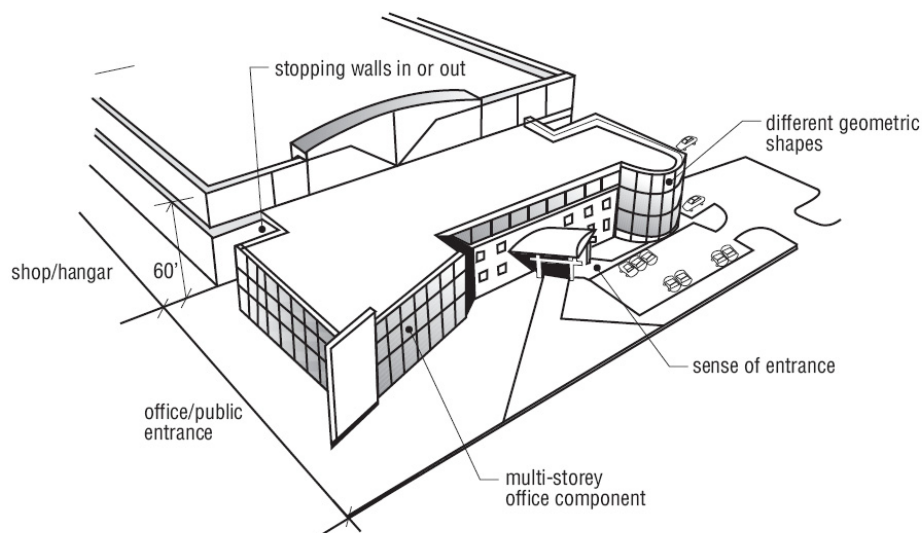 stopping walls in or out
different geometric
shapes
shop/hangar
60’
sense of entrance
office/public
entrance
multi-storey
office component